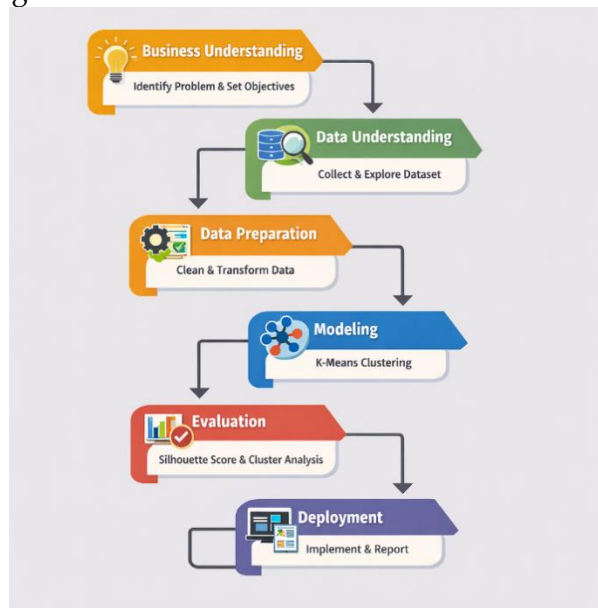 Business Understanding
Identify Problem & Set Objectives
Data Understanding
Collect & Explore Dataset
Data Preparation
Clean & Transform Data
Modeling
K-Means Clustering
Evaluation
Silhouette Score & Cluster Analysis
Deployment
Implement & Report